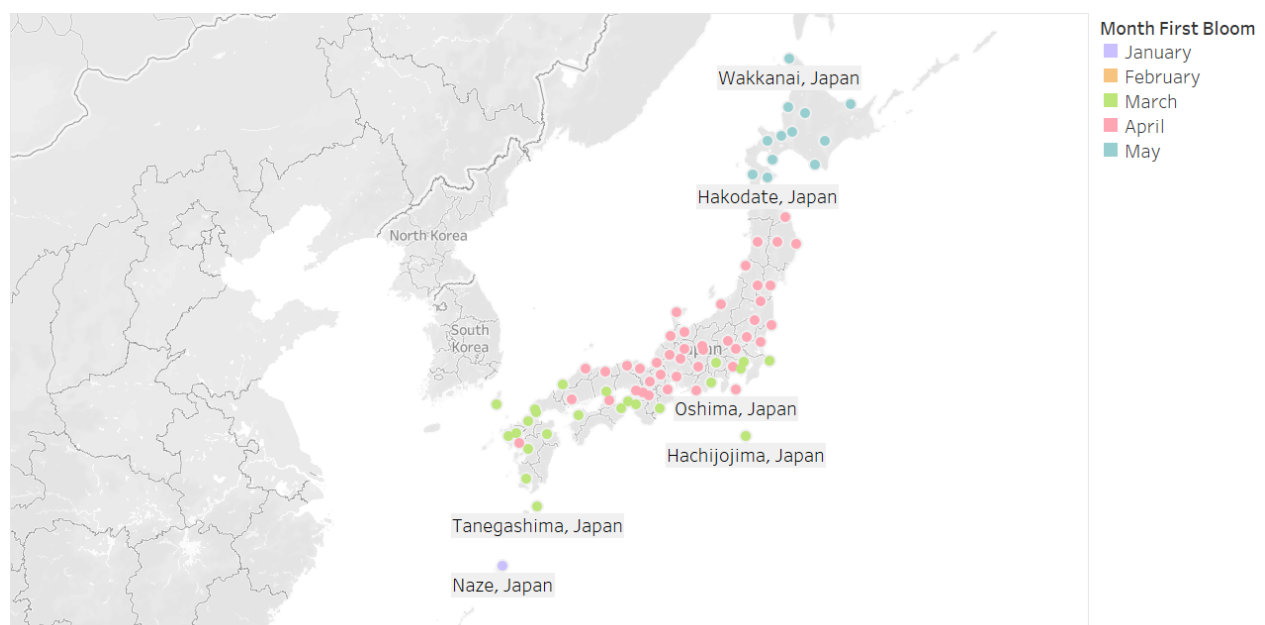 Month First Bloom
January
February
March
April
May
Wakkanai, Japan
Hakodate, Japan
North Korea
South
Korea
Oshima, Japan
Hachijojima, Japan
Tanegashima, Japan
Naze, Japan